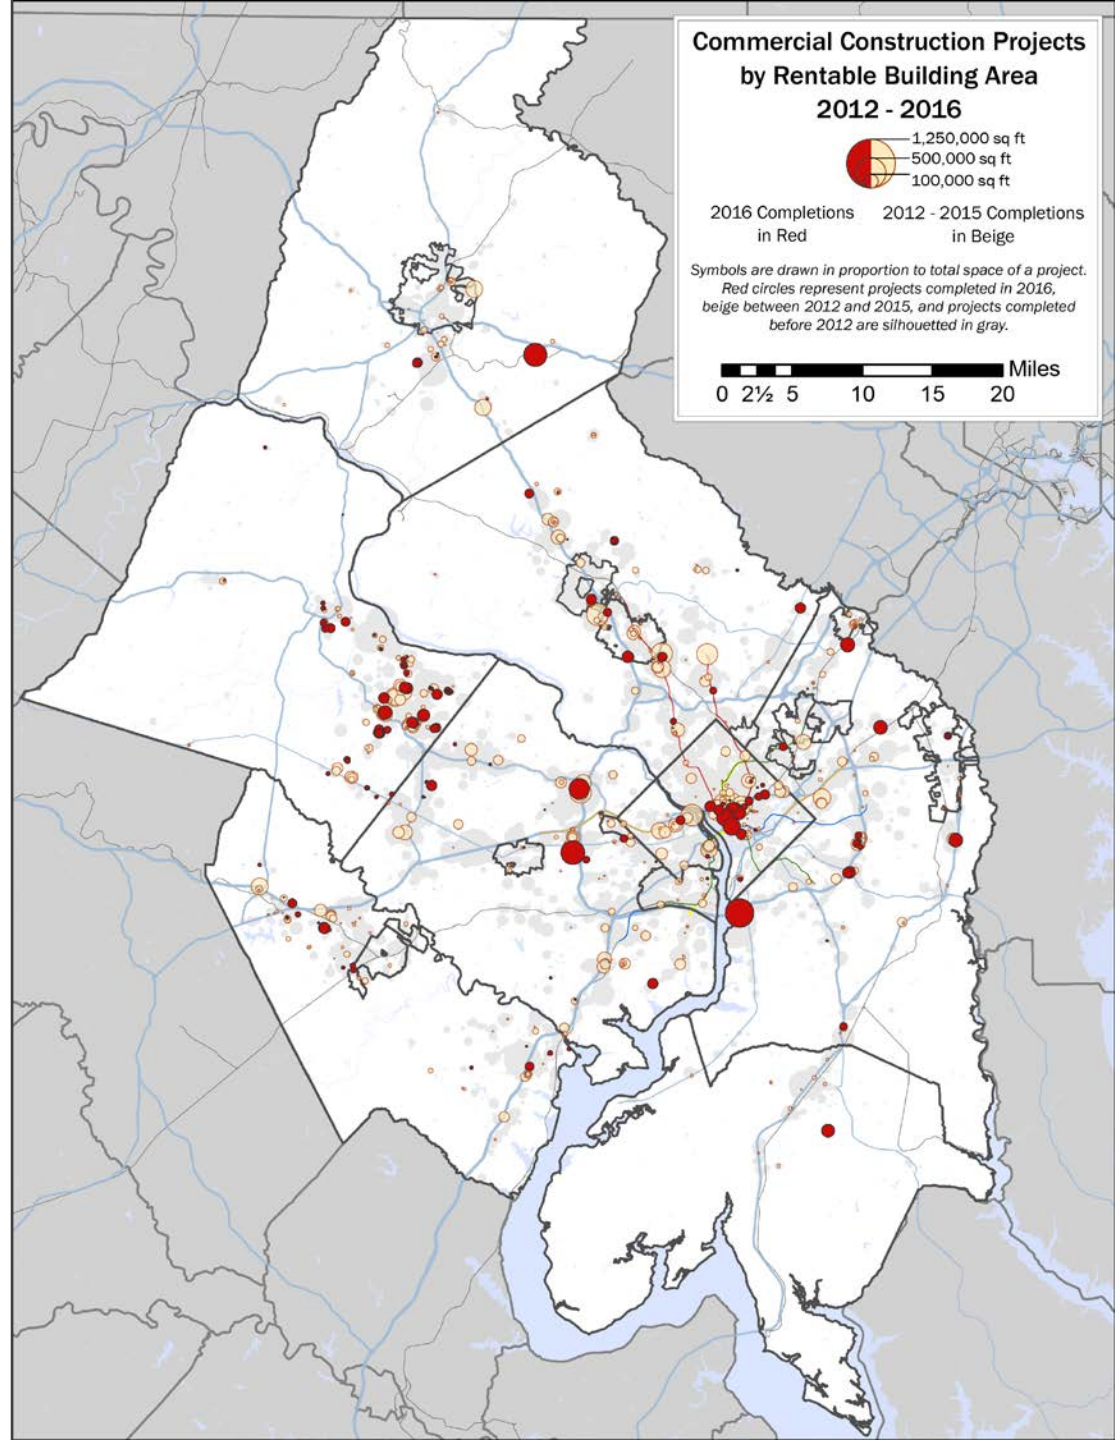 Commercial Construction Projects
by Rentable Building Area
2012 - 2016
1,250,000 sq ft
500,000 sq ft
100,000 sq ft
2016 Completions
in Red
2012 - 2015 Completions
in Beige
Symbols are drawn in proportion to total space of a project.
Red circles represent projects completed in 2016,
beige between 2012 and 2015, and projects completed
before 2012 are silhouetted in gray.
Miles
0 2½ 5 10 15 20